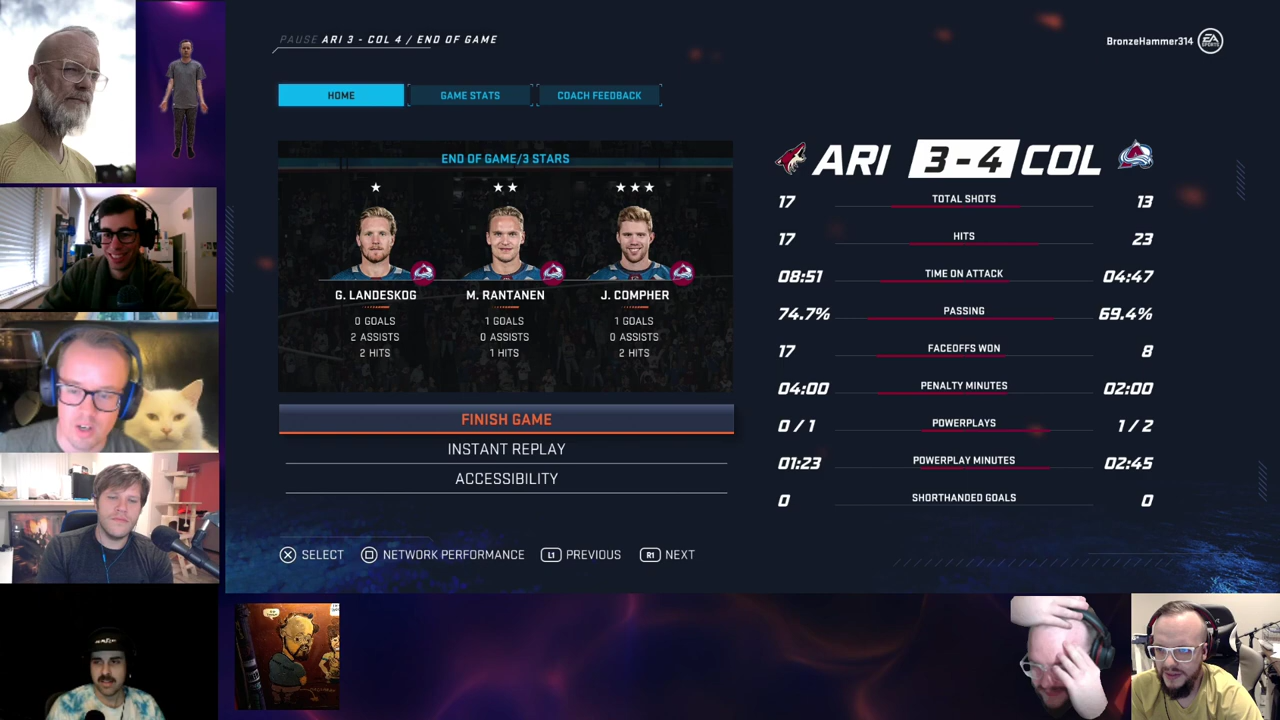 PAUSE ARI 3 - COL 4 / END OF GAME
BronzeHammer314
EA SPORTS
HOME
GAME STATS
COACH FEEDBACK
END OF GAME/3 STARS
G. LANDESKOG
0 GOALS
2 ASSISTS
2 HITS
M. RANTANEN
1 GOALS
0 ASSISTS
1 HITS
J. COMPHER
1 GOALS
0 ASSISTS
2 HITS
FINISH GAME
INSTANT REPLAY
ACCESSIBILITY
ARI 3 - 4 COL
17 TOTAL SHOTS 13
17 HITS 23
08:51 TIME ON ATTACK 04:47
74.7% PASSING 69.4%
17 FACEOFFS WON 8
04:00 PENALTY MINUTES 02:00
0 / 1 POWERPLAYS 1 / 2
01:23 POWERPLAY MINUTES 02:45
0 SHORTHANDED GOALS 0
SELECT
NETWORK PERFORMANCE
L1 PREVIOUS
R1 NEXT